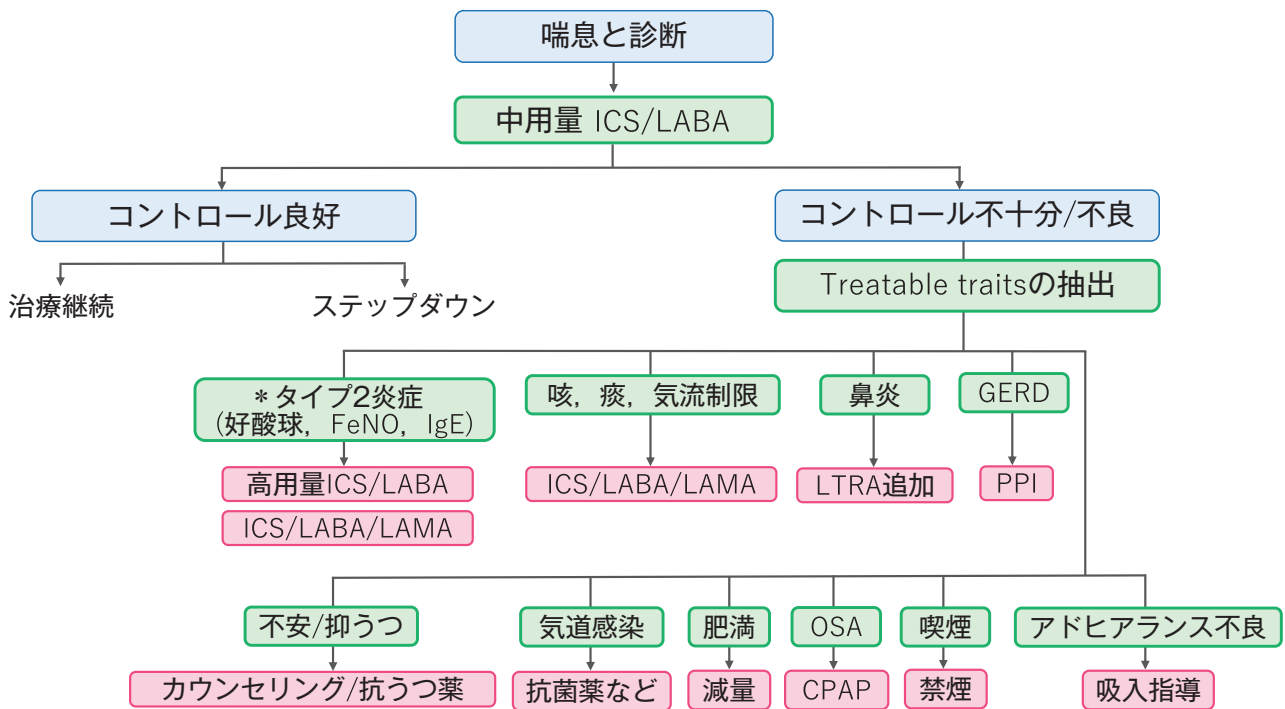 喘息と診断
中用量 ICS/LABA
コントロール良好
コントロール不十分/不良
治療継続
ステップダウン
Treatable traitsの抽出
＊タイプ2炎症
(好酸球，FeNO，IgE)
咳，痰，気流制限
鼻炎
GERD
高用量ICS/LABA
ICS/LABA/LAMA
ICS/LABA/LAMA
LTRA追加
PPI
不安/抑うつ
気道感染
肥満
OSA
喫煙
アドヒアランス不良
カウンセリング/抗うつ薬
抗菌薬など
減量
CPAP
禁煙
吸入指導